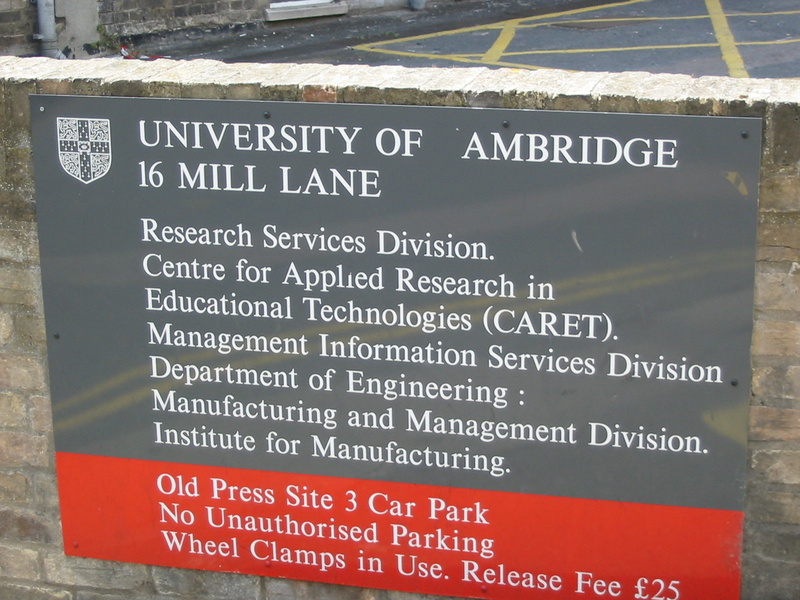 UNIVERSITY OF AMBRIDGE
16 MILL LANE
Research Services Division.
Centre for Applied Research in
Educational Technologies (CARET).
Management Information Services Division
Department of Engineering :
Manufacturing and Management Division.
Institute for Manufacturing.
Old Press Site 3 Car Park
No Unauthorised Parking
Wheel Clamps in Use. Release Fee £25